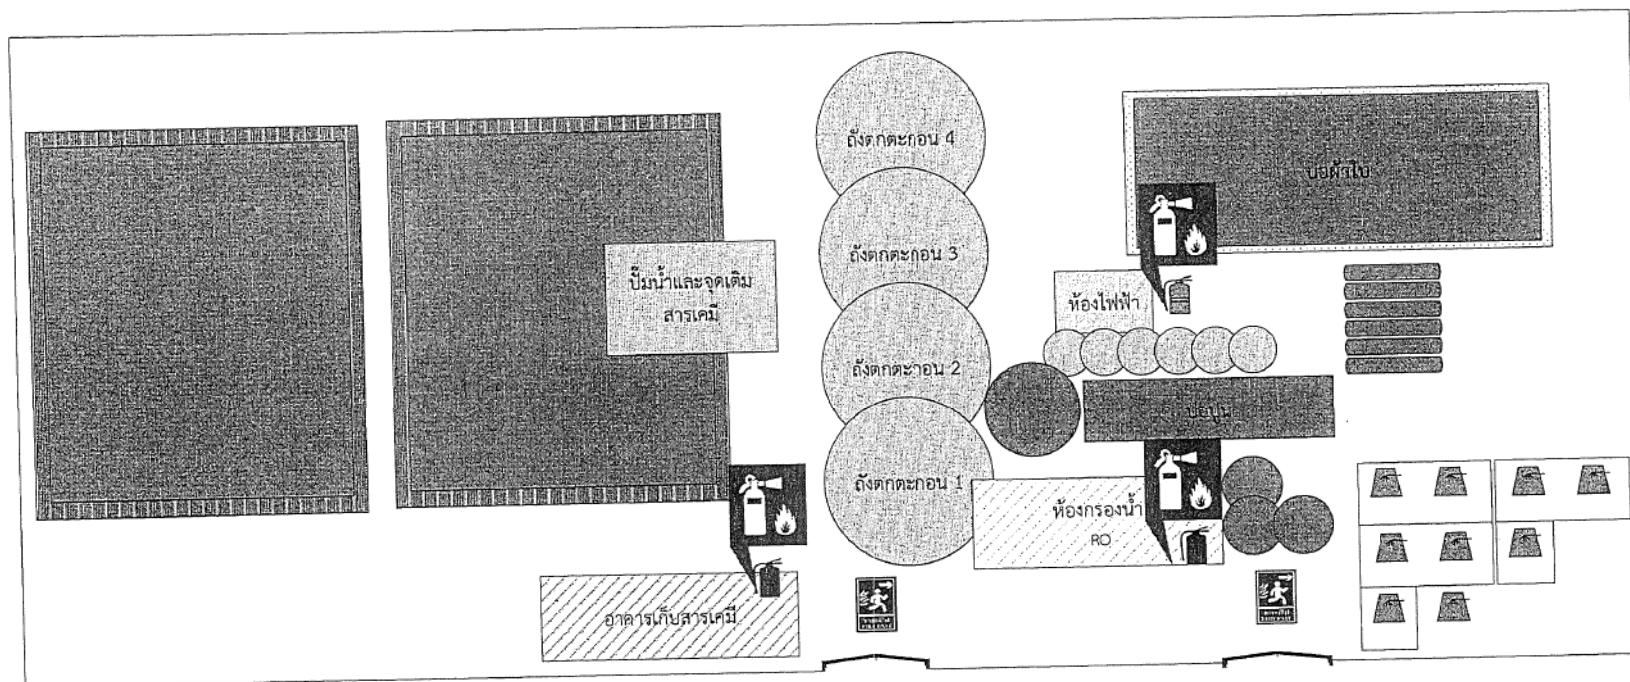 ถังตกตะกอน 4
บ่อผ้าใบ
ถังตกตะกอน 3
ปั๊มน้ำและจุดเติม
สารเคมี
ห้องไฟฟ้า
ถังตกตะกอน 2
บ่อปูน
ถังตกตะกอน 1
ห้องกรองน้ำ
RO
อาคารเก็บสารเคมี